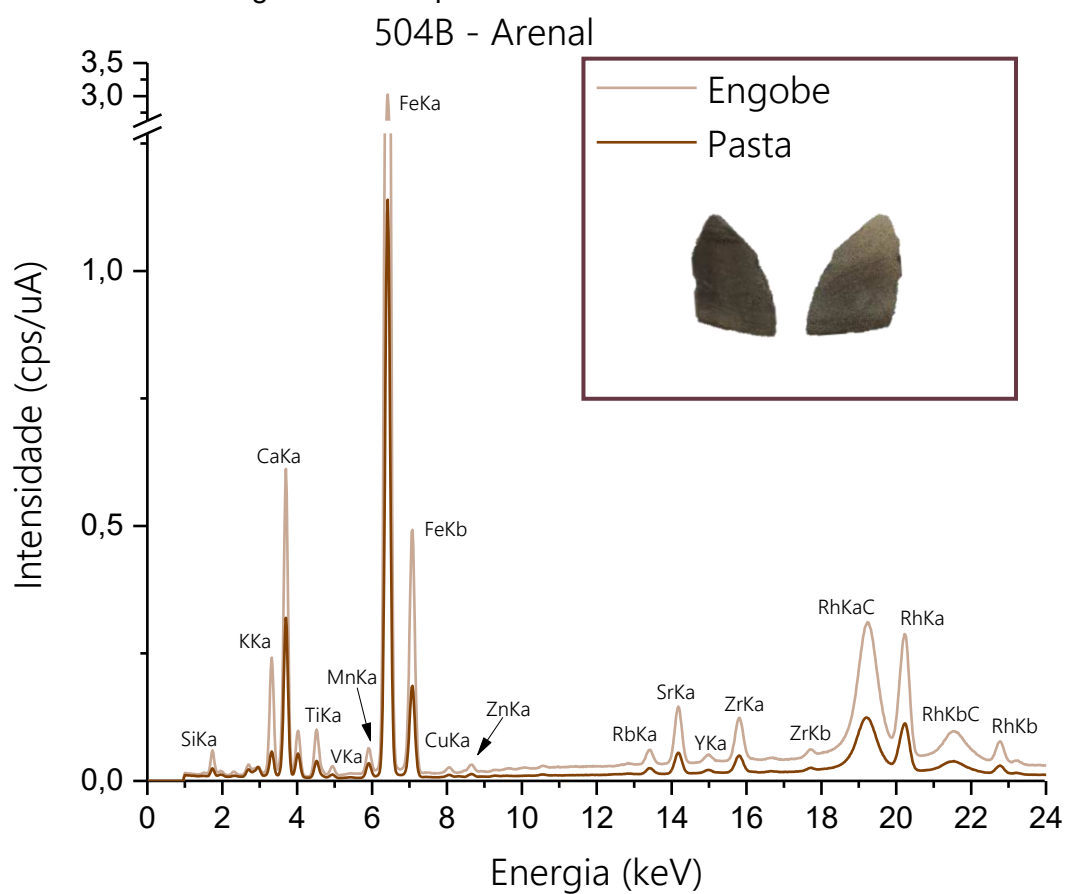 504B - Arenal
3,5
3,0
1,0
0,5
0,0
Intensidade (cps/uA)
Engobe
Pasta
FeKa
CaKa
FeKb
KKa
MnKa
TiKa
SiKa
VKa
CuKa
ZnKa
RbKa
SrKa
YKa
ZrKa
ZrKb
RhKaC
RhKa
RhKbC
RhKb
0 2 4 6 8 10 12 14 16 18 20 22 24
Energia (keV)